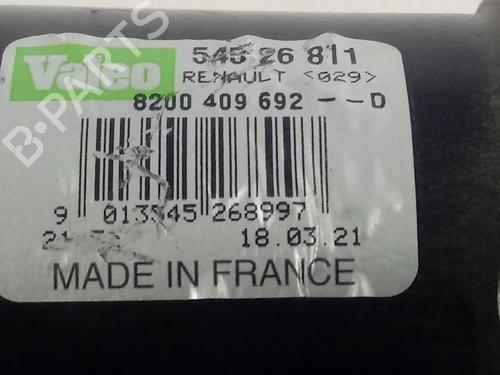 Valeo
545 26 811
RENAULT <029>
8200 409 692 -- D
9 013545 268997
18.03.21
MADE IN FRANCE
B-PARTS